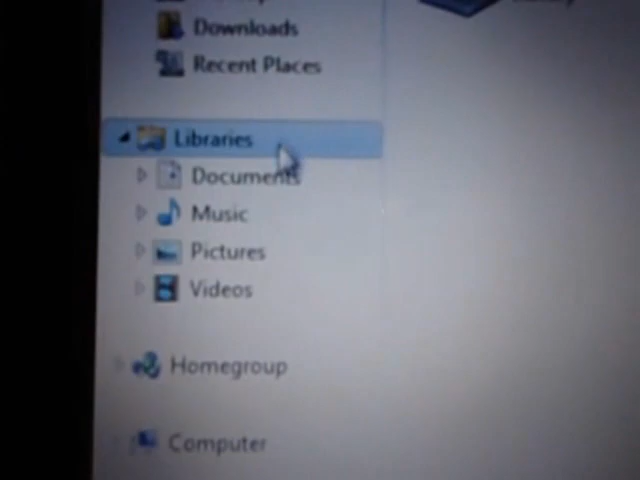 Downloads
Recent Places
Libraries
Documents
Music
Pictures
Videos
Homegroup
Computer